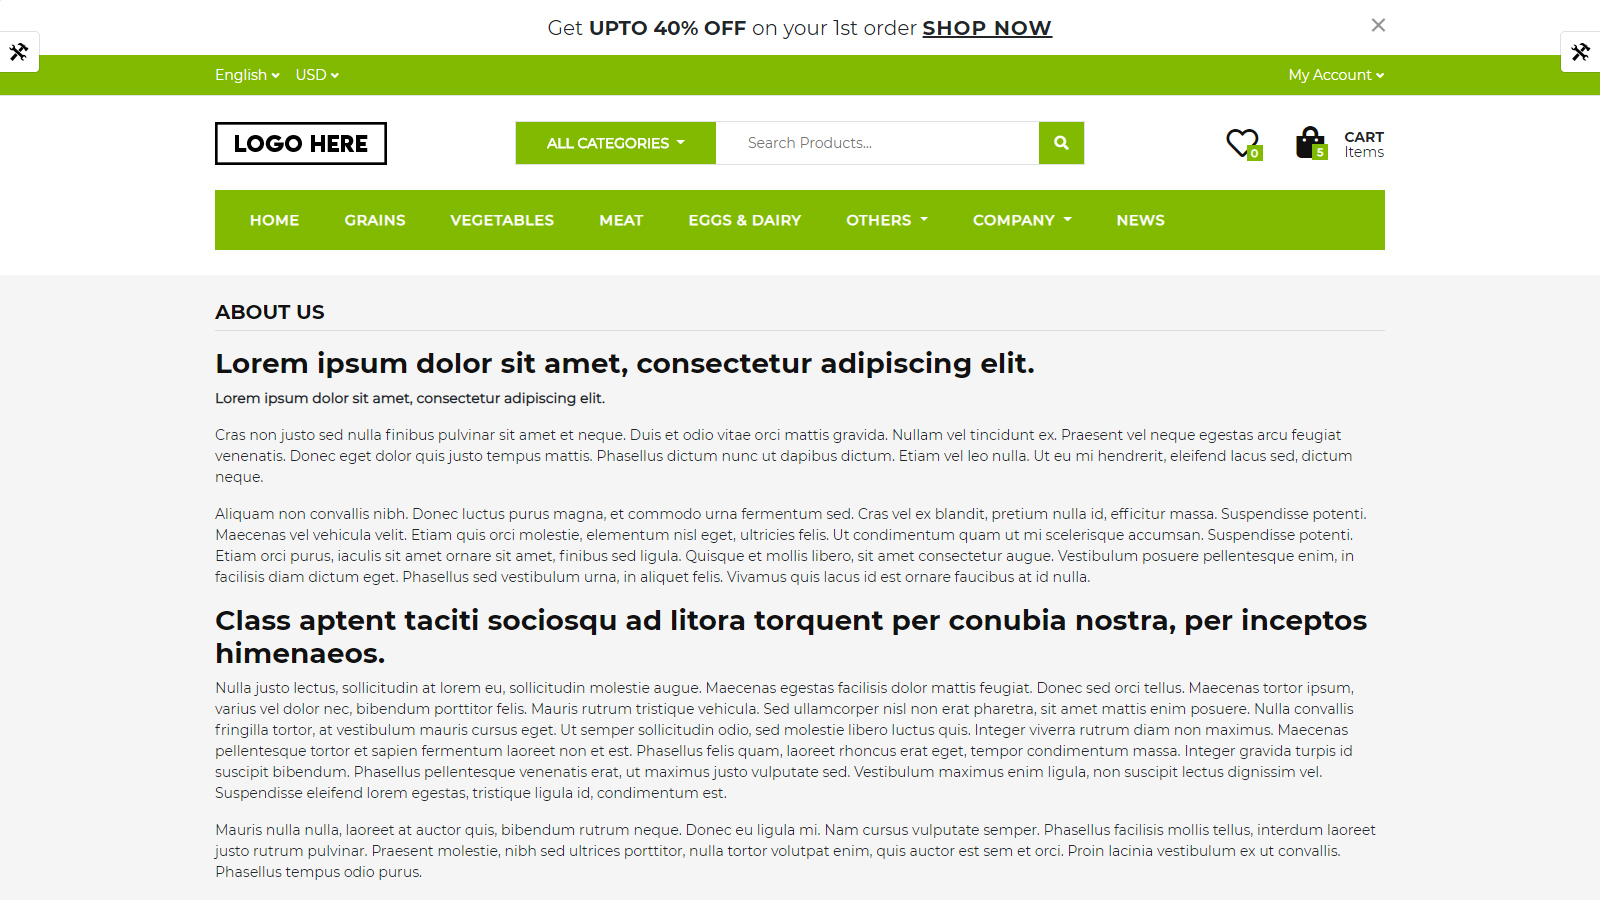 Get UPTO 40% OFF on your 1st order SHOP NOW
English USD My Account
LOGO HERE
ALL CATEGORIES Search Products...
0 5 CART
Items
HOME GRAINS VEGETABLES MEAT EGGS & DAIRY OTHERS COMPANY NEWS
ABOUT US
Lorem ipsum dolor sit amet, consectetur adipiscing elit.
Lorem ipsum dolor sit amet, consectetur adipiscing elit.
Cras non justo sed nulla finibus pulvinar sit amet et neque. Duis et odio vitae orci mattis gravida. Nullam vel tincidunt ex. Praesent vel neque egestas arcu feugiat
venenatis. Donec eget dolor quis justo tempus mattis. Phasellus dictum nunc ut dapibus dictum. Etiam vel leo nulla. Ut eu mi hendrerit, eleifend lacus sed, dictum
neque.
Aliquam non convallis nibh. Donec luctus purus magna, et commodo urna fermentum sed. Cras vel ex blandit, pretium nulla id, efficitur massa. Suspendisse potenti.
Maecenas vel vehicula velit. Etiam quis orci molestie, elementum nisl eget, ultricies felis. Ut condimentum quam ut mi scelerisque accumsan. Suspendisse potenti.
Etiam orci purus, iaculis sit amet ornare sit amet, finibus sed ligula. Quisque et mollis libero, sit amet consectetur augue. Vestibulum posuere pellentesque enim, in
facilisis diam dictum eget. Phasellus sed vestibulum urna, in aliquet felis. Vivamus quis lacus id est ornare faucibus at id nulla.
Class aptent taciti sociosqu ad litora torquent per conubia nostra, per inceptos
himenaeos.
Nulla justo lectus, sollicitudin at lorem eu, sollicitudin molestie augue. Maecenas egestas facilisis dolor mattis feugiat. Donec sed orci tellus. Maecenas tortor ipsum,
varius vel dolor nec, bibendum porttitor felis. Mauris rutrum tristique vehicula. Sed ullamcorper nisl non erat pharetra, sit amet mattis enim posuere. Nulla convallis
fringilla tortor, at vestibulum mauris cursus eget. Ut semper sollicitudin odio, sed molestie libero luctus quis. Integer viverra rutrum diam non maximus. Maecenas
pellentesque tortor et sapien fermentum laoreet non et est. Phasellus felis quam, laoreet rhoncus erat eget, tempor condimentum massa. Integer gravida turpis id
suscipit bibendum. Phasellus pellentesque venenatis erat, ut maximus justo vulputate sed. Vestibulum maximus enim ligula, non suscipit lectus dignissim vel.
Suspendisse eleifend lorem egestas, tristique ligula id, condimentum est.
Mauris nulla nulla, laoreet at auctor quis, bibendum rutrum neque. Donec eu ligula mi. Nam cursus vulputate semper. Phasellus facilisis mollis tellus, interdum laoreet
justo rutrum pulvinar. Praesent molestie, nibh sed ultrices porttitor, nulla tortor volutpat enim, quis auctor est sem et orci. Proin lacinia vestibulum ex ut convallis.
Phasellus tempus odio purus.